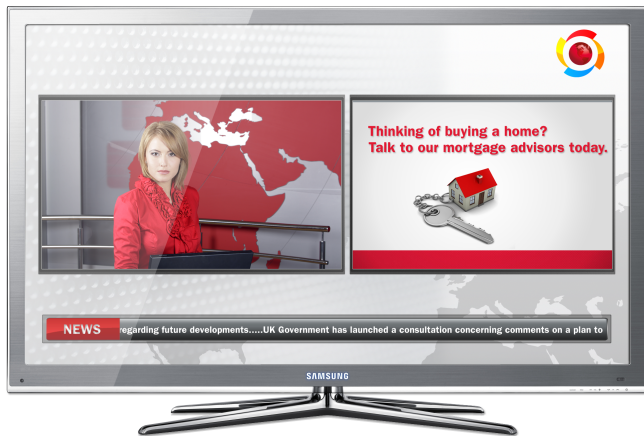 Thinking of buying a home?
Talk to our mortgage advisors today.
NEWS
regarding future developments.....UK Government has launched a consultation concerning comments on a plan to
SAMSUNG